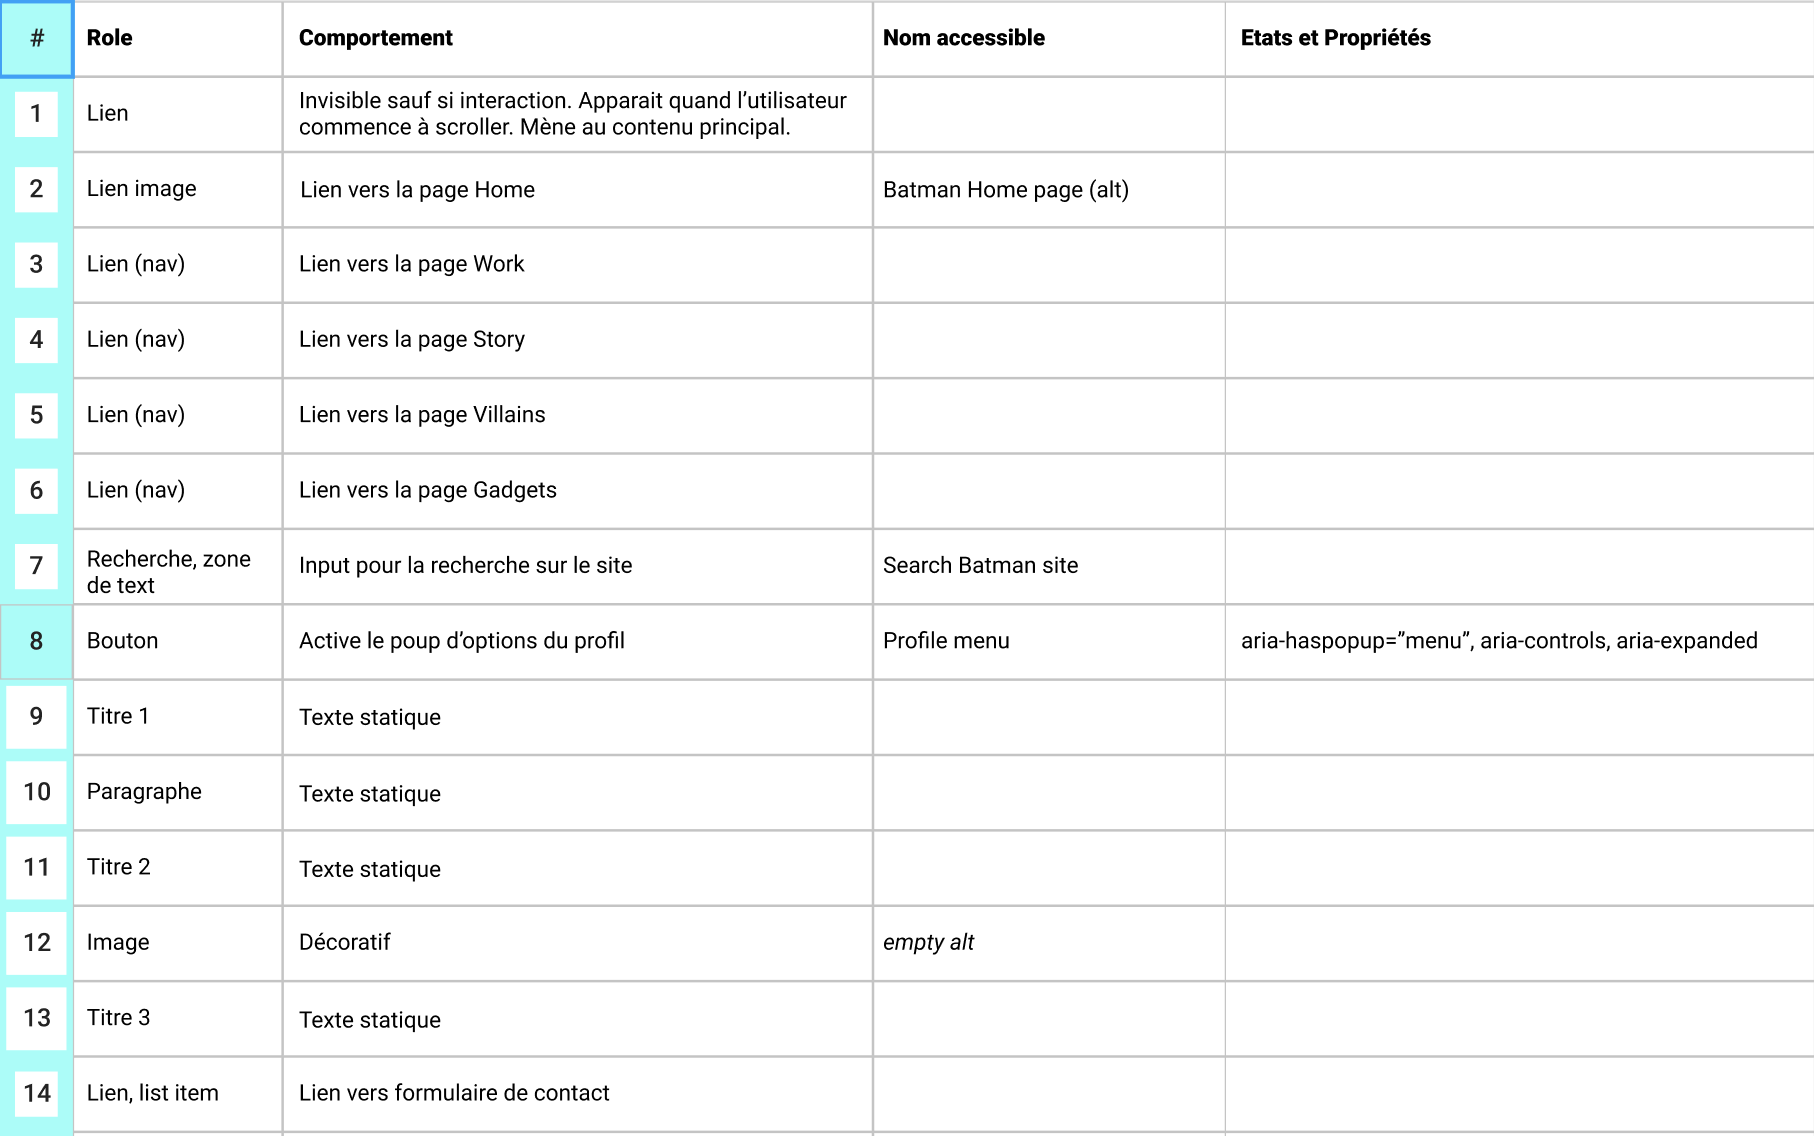 # Role Comportement Nom accessible Etats et Propriétés
1 Lien Invisible sauf si interaction. Apparait quand l’utilisateur
commence à scroller. Mène au contenu principal.
2 Lien image Lien vers la page Home Batman Home page (alt)
3 Lien (nav) Lien vers la page Work
4 Lien (nav) Lien vers la page Story
5 Lien (nav) Lien vers la page Villains
6 Lien (nav) Lien vers la page Gadgets
7 Recherche, zone
de text Input pour la recherche sur le site Search Batman site
8 Bouton Active le poup d’options du profil Profile menu aria-haspopup=”menu”, aria-controls, aria-expanded
9 Titre 1 Texte statique
10 Paragraphe Texte statique
11 Titre 2 Texte statique
12 Image Décoratif empty alt
13 Titre 3 Texte statique
14 Lien, list item Lien vers formulaire de contact